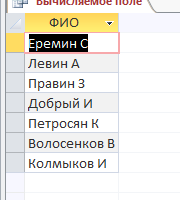 Вычисляемое поле
ФИО
Еремин С
Левин А
Правин З
Добрый И
Петросян К
Волосенков В
Колмыков И